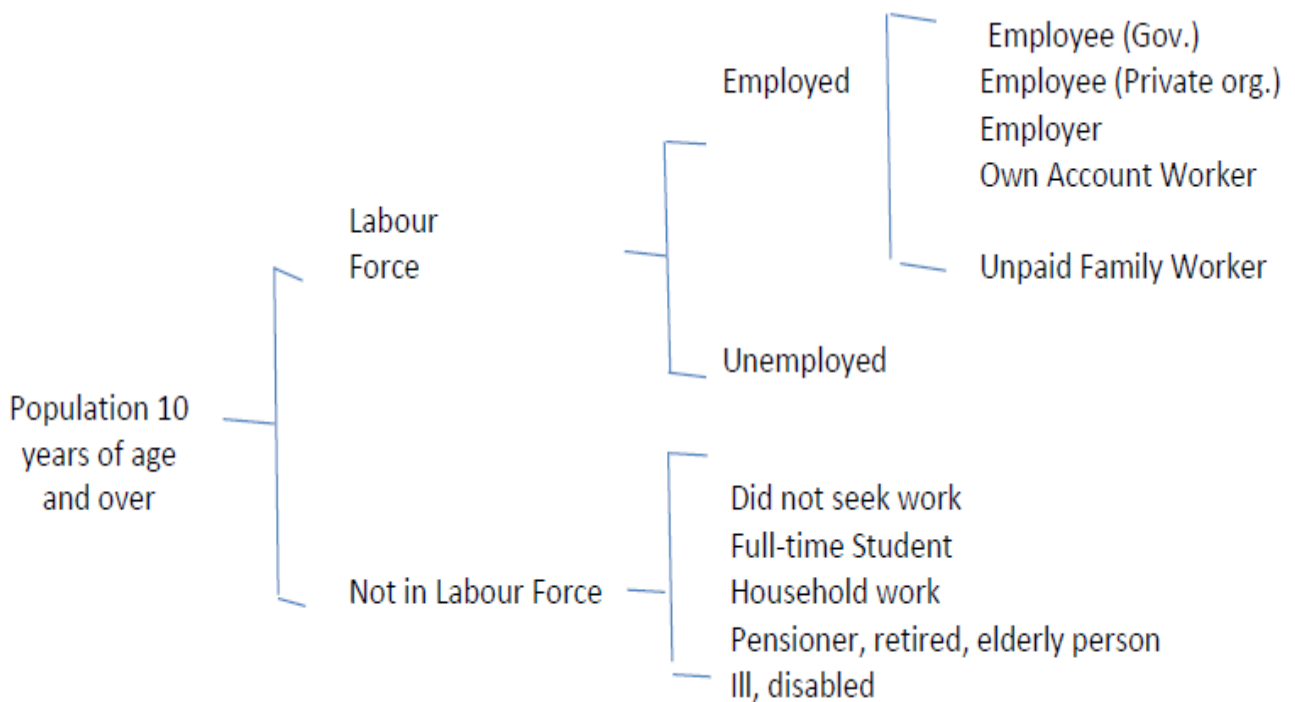 Employee (Gov.)
Employed
Employee (Private org.)
Employer
Own Account Worker
Labour
Force
Unpaid Family Worker
Unemployed
Population 10
years of age
and over
Did not seek work
Full-time Student
Not in Labour Force
Household work
Pensioner, retired, elderly person
Ill, disabled